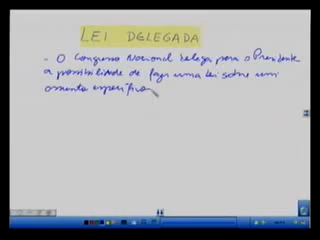 LEI DELEGADA
- O Congresso Nacional delega para o Presidente
a possibilidade de fazer uma lei sobre um
assunto específico